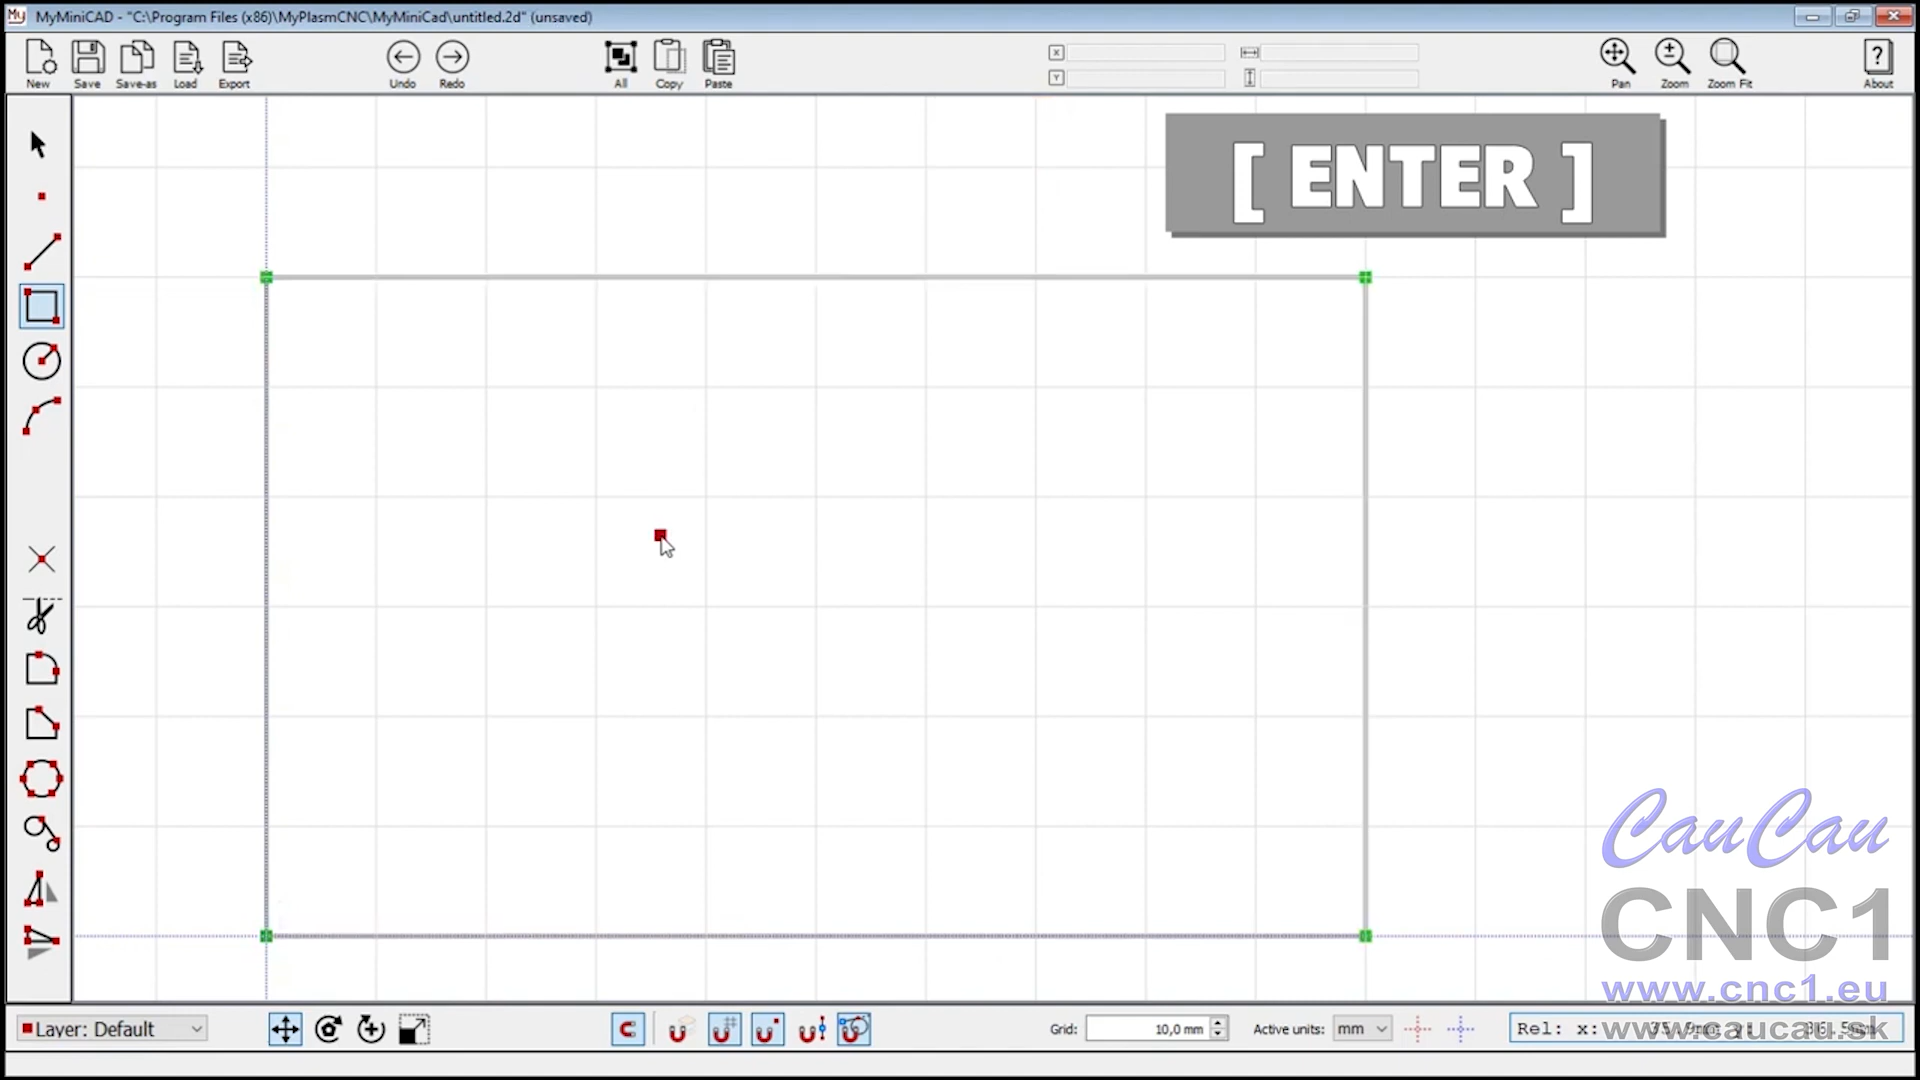 My MyMiniCAD - "C:\Program Files (x86)\MyPlasmCNC\MyMiniCad\untitled.2d" (unsaved)
New Save Save-as Load Export Undo Redo All Copy Paste Pan Zoom Zoom Fit About
X
Y
[ ENTER ]
CauCau
CNC1
www.cnc1.eu
Layer: Default
Grid: 10,0 mm
Active units: mm
Rel: x:
www.caucau.sk